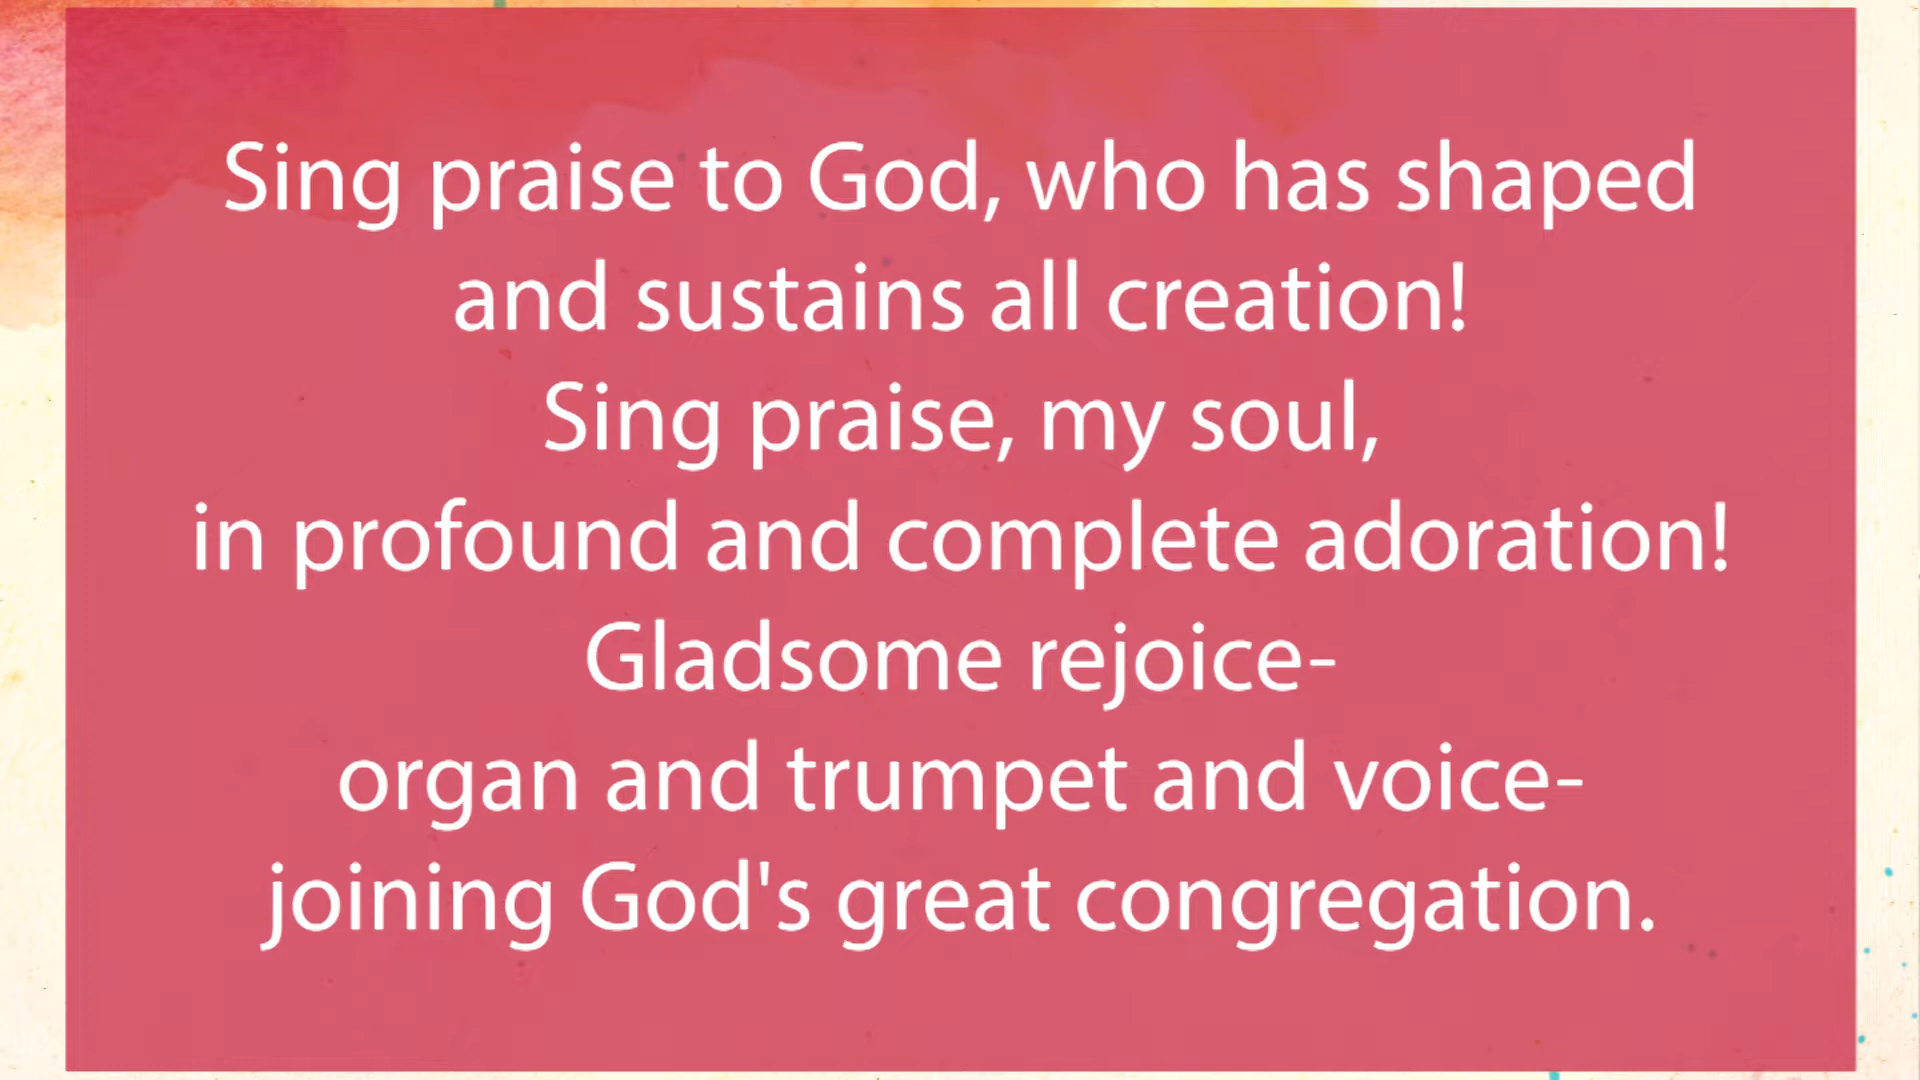 Sing praise to God, who has shaped
and sustains all creation!
Sing praise, my soul,
in profound and complete adoration!
Gladsome rejoice-
organ and trumpet and voice-
joining God's great congregation.